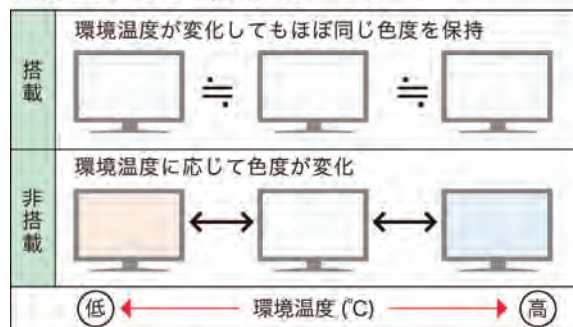 搭載
環境温度が変化してもほぼ同じ色度を保持
≒ ≒
非搭載
環境温度に応じて色度が変化
低 環境温度(℃) 高